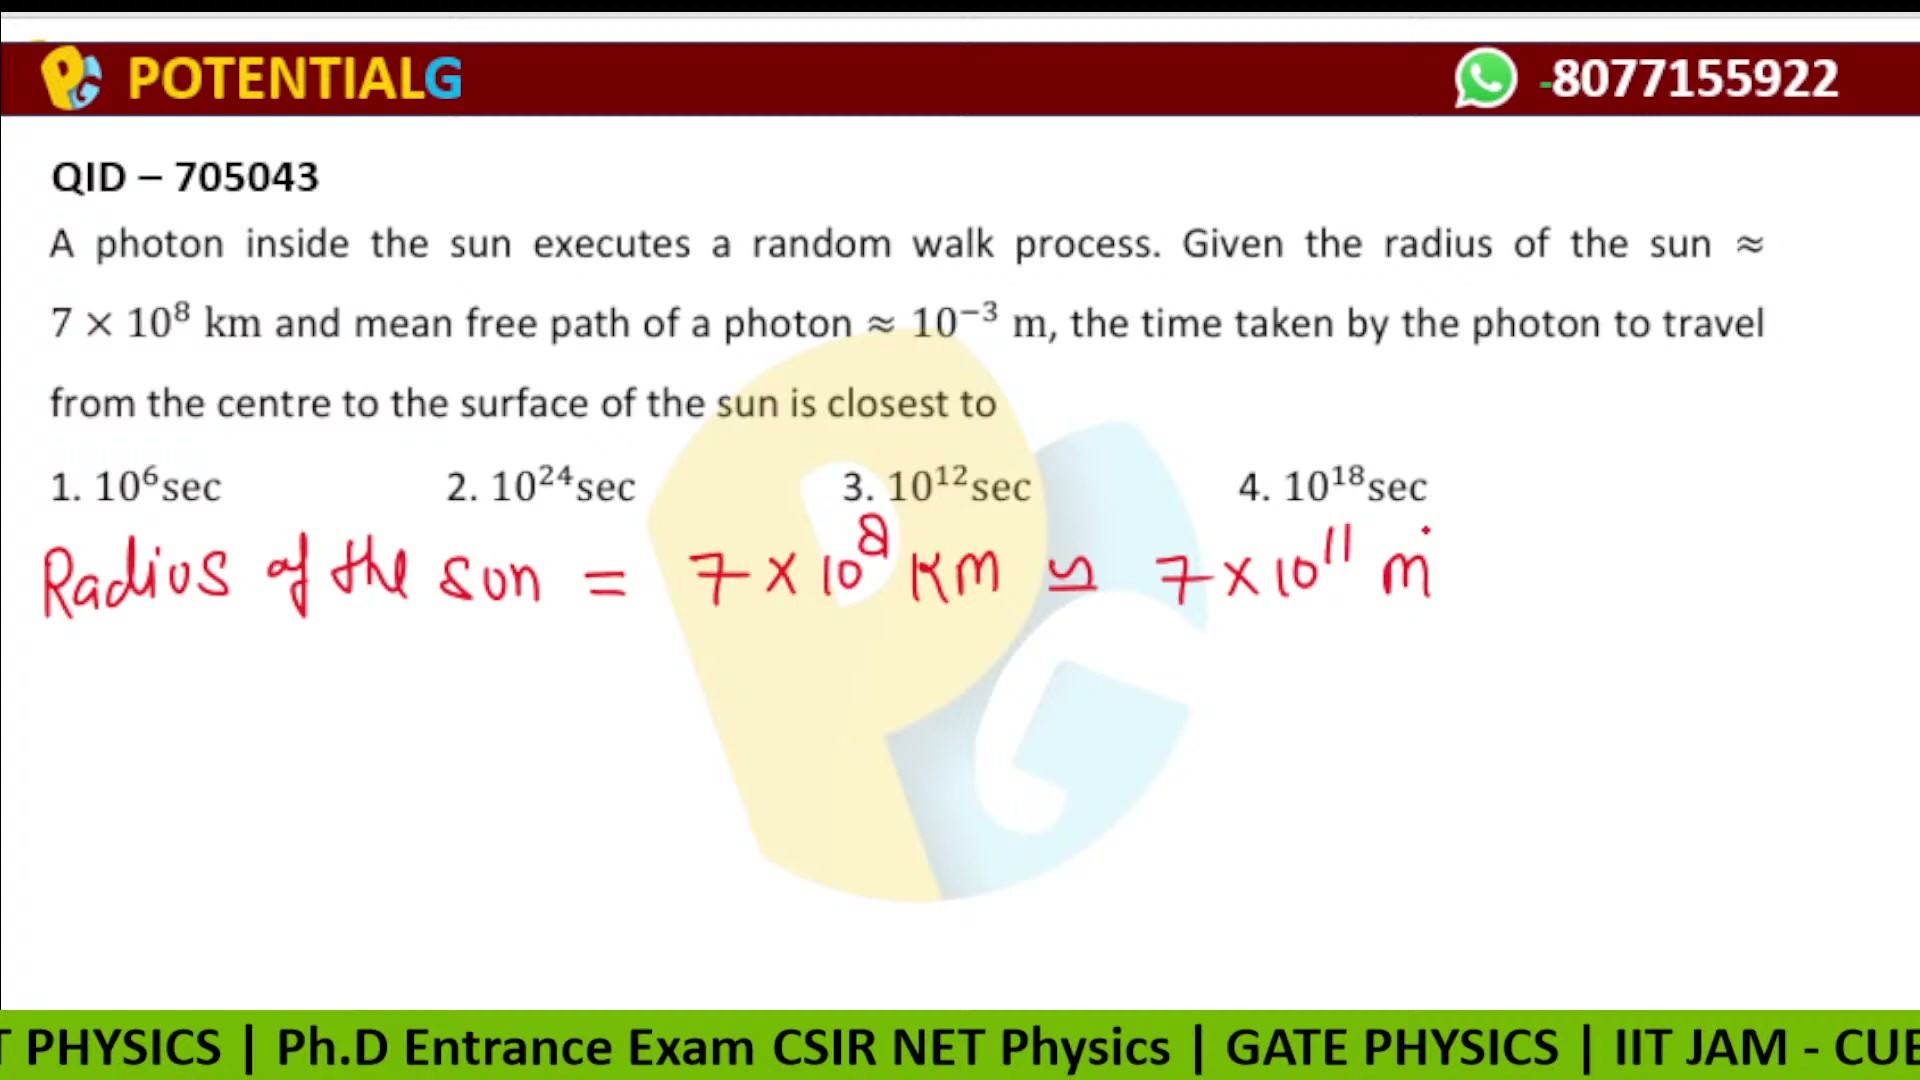 POTENTIALG
-8077155922
QID – 705043
A photon inside the sun executes a random walk process. Given the radius of the sun ≈
7 × 10⁸ km and mean free path of a photon ≈ 10⁻³ m, the time taken by the photon to travel
from the centre to the surface of the sun is closest to
1. 10⁶sec 2. 10²⁴sec 3. 10¹²sec 4. 10¹⁸sec
Radius of the sun = 7 × 10⁸ KM ≃ 7 × 10¹¹ m
T PHYSICS | Ph.D Entrance Exam CSIR NET Physics | GATE PHYSICS | IIT JAM - CUE